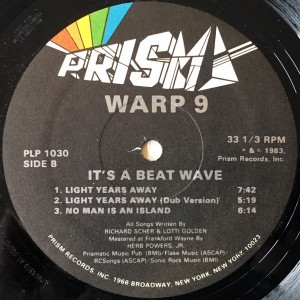 PRISM
WARP 9
PLP 1030
SIDE B
33 1/3 RPM
℗ & © 1983,
Prism Records, Inc.
IT'S A BEAT WAVE
1. LIGHT YEARS AWAY 7:42
2. LIGHT YEARS AWAY (Dub Version) 5:19
3. NO MAN IS AN ISLAND 6:14
All Songs Written By
RICHARD SCHER & LOTTI GOLDEN
Mastered at Frankford Wayne By
HERB POWERS, JR.
Prismatic Music Pub (BMI)/Flake Music (ASCAP)/
RCSongs (ASCAP)/Sonic Rock Music (BMI)
PRISM RECORDS, INC. 1966 BROADWAY, NEW YORK, NEW YORK, 10023